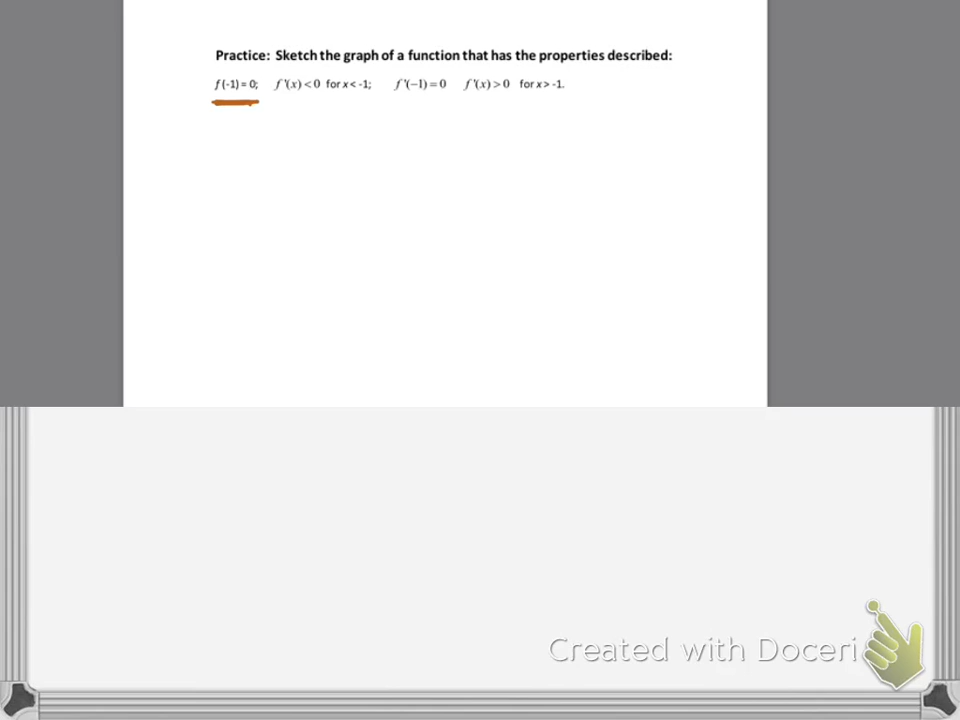 Practice: Sketch the graph of a function that has the properties described:
f (-1) = 0; f '(x) < 0 for x < -1; f '(−1) = 0 f '(x) > 0 for x > -1.
Created with Doceri